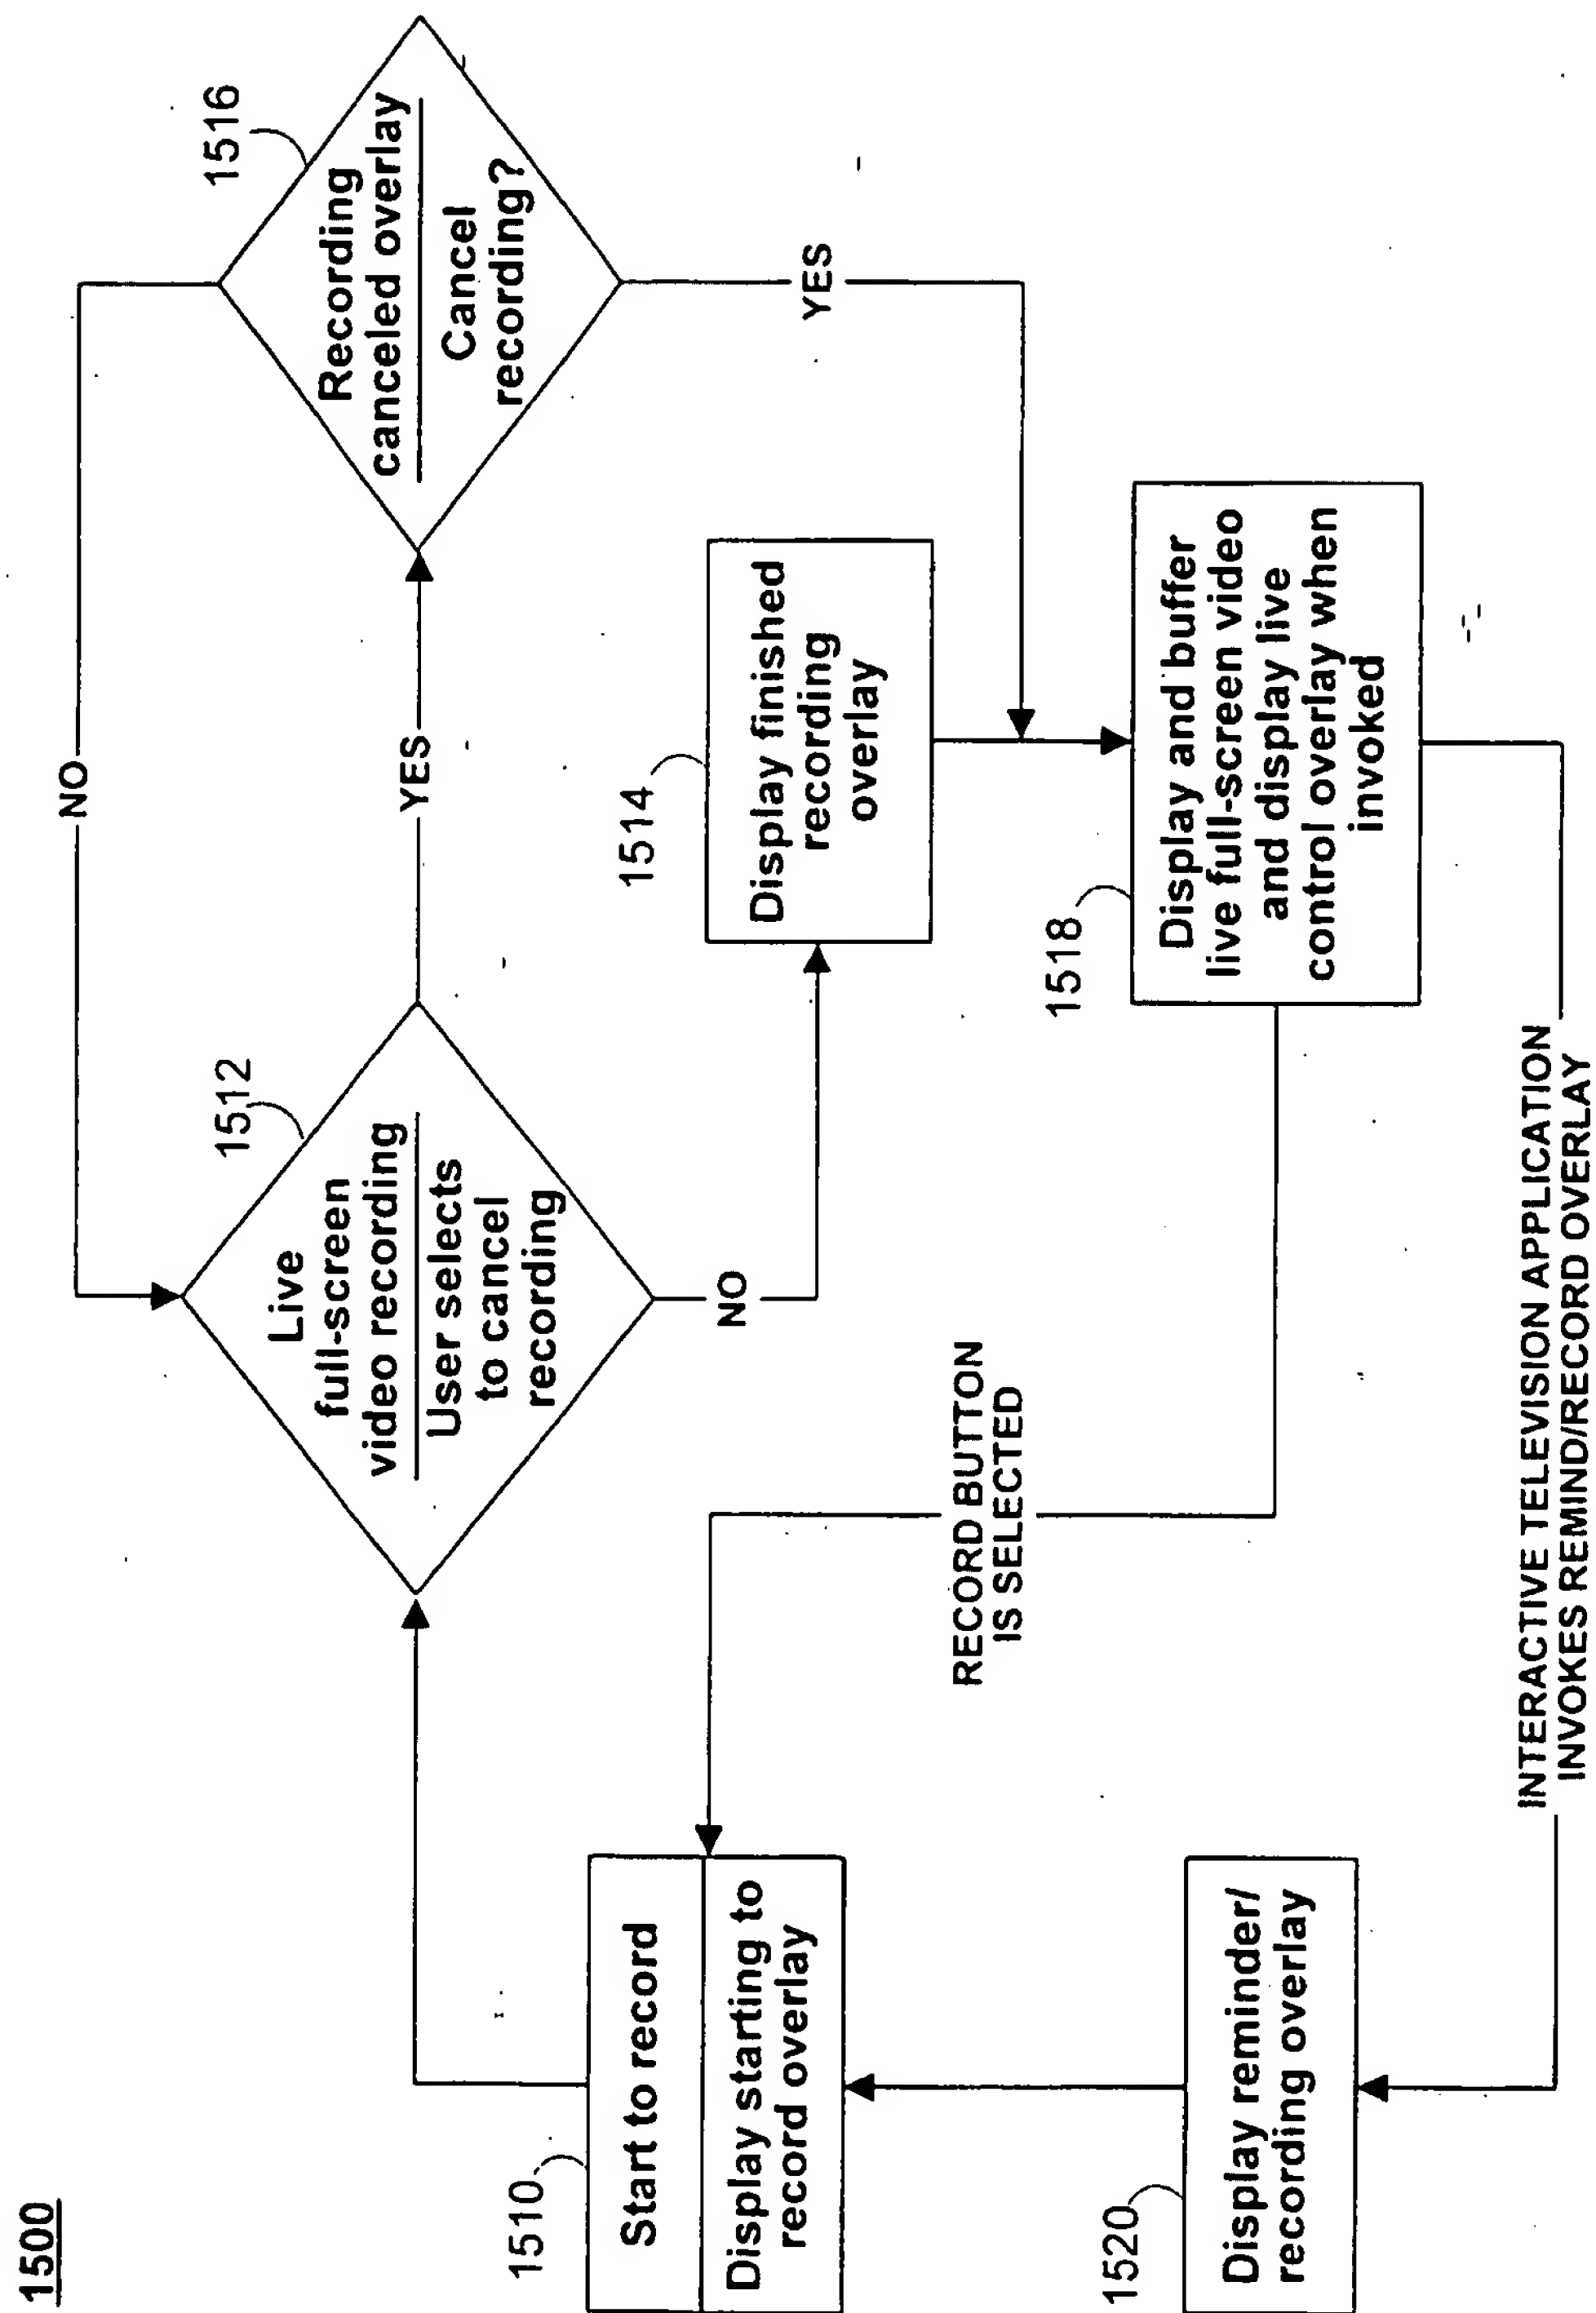 1500
1510
Start to record
Display starting to
record overlay
1512
Live
full-screen
video recording
User selects
to cancel
recording
NO
YES
NO
1516
Recording
canceled overlay
Cancel
recording?
YES
1514
Display finished
recording
overlay
1518
Display and buffer
live full-screen video
and display live
control overlay when
invoked
RECORD BUTTON
IS SELECTED
1520
Display reminder/
recording overlay
INTERACTIVE TELEVISION APPLICATION
INVOKES REMIND/RECORD OVERLAY